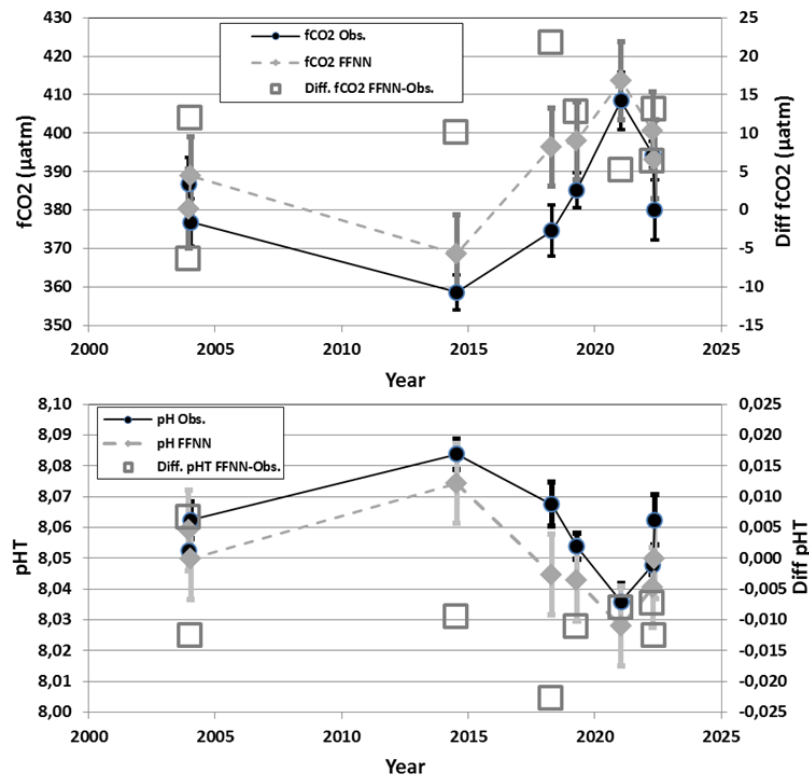 430
420
410
400
390
380
370
360
350
fCO2 (µatm)
fCO2 Obs.
fCO2 FFNN
Diff. fCO2 FFNN-Obs.
25
20
15
10
5
0
-5
-10
-15
Diff fCO2 (µatm)
2000 2005 2010 2015 2020 2025
Year
8,10
8,09
8,08
8,07
8,06
8,05
8,04
8,03
8,02
8,01
8,00
pHT
pH Obs.
pH FFNN
Diff. pHT FFNN-Obs.
0,025
0,020
0,015
0,010
0,005
0,000
-0,005
-0,010
-0,015
-0,020
-0,025
Diff pHT
2000 2005 2010 2015 2020 2025
Year